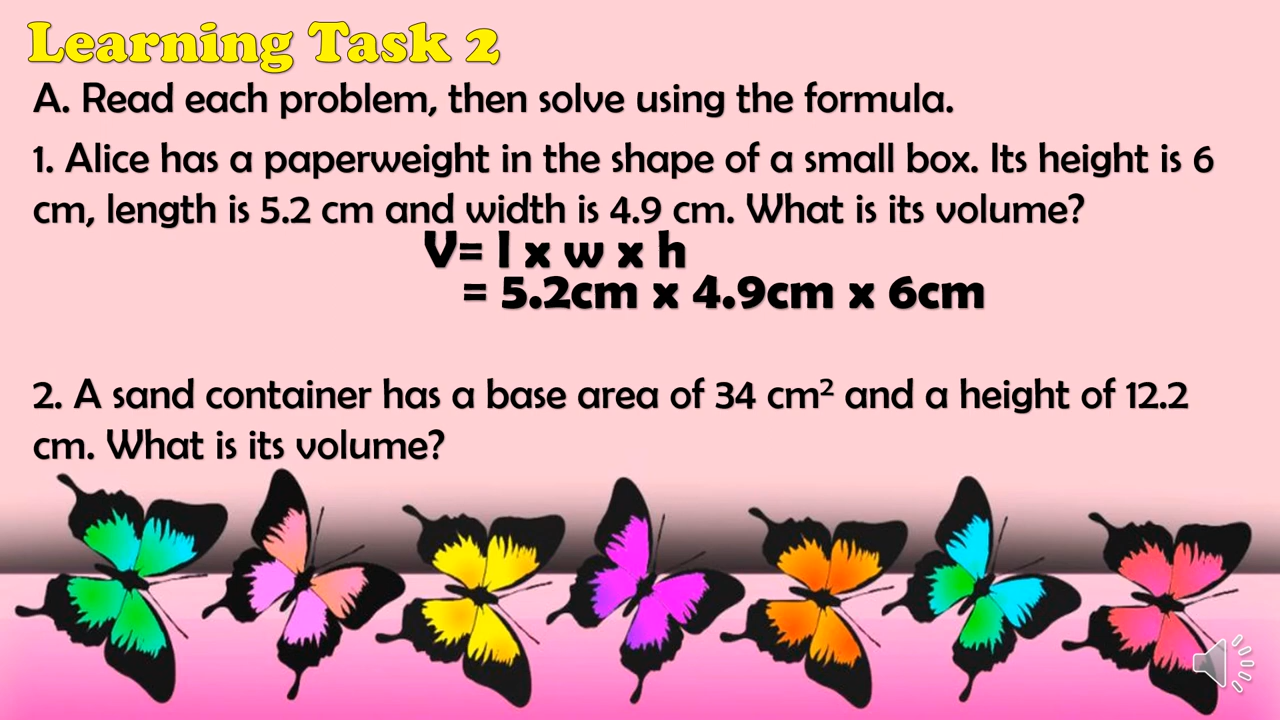 Learning Task 2
A. Read each problem, then solve using the formula.
1. Alice has a paperweight in the shape of a small box. Its height is 6
cm, length is 5.2 cm and width is 4.9 cm. What is its volume?
V= l x w x h
= 5.2cm x 4.9cm x 6cm
2. A sand container has a base area of 34 cm² and a height of 12.2
cm. What is its volume?